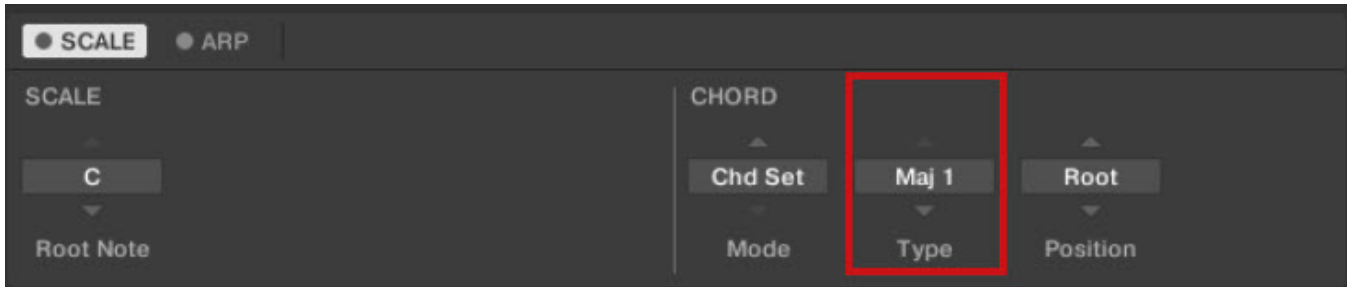 SCALE ARP
SCALE CHORD
C Chd Set Maj 1 Root
Root Note Mode Type Position